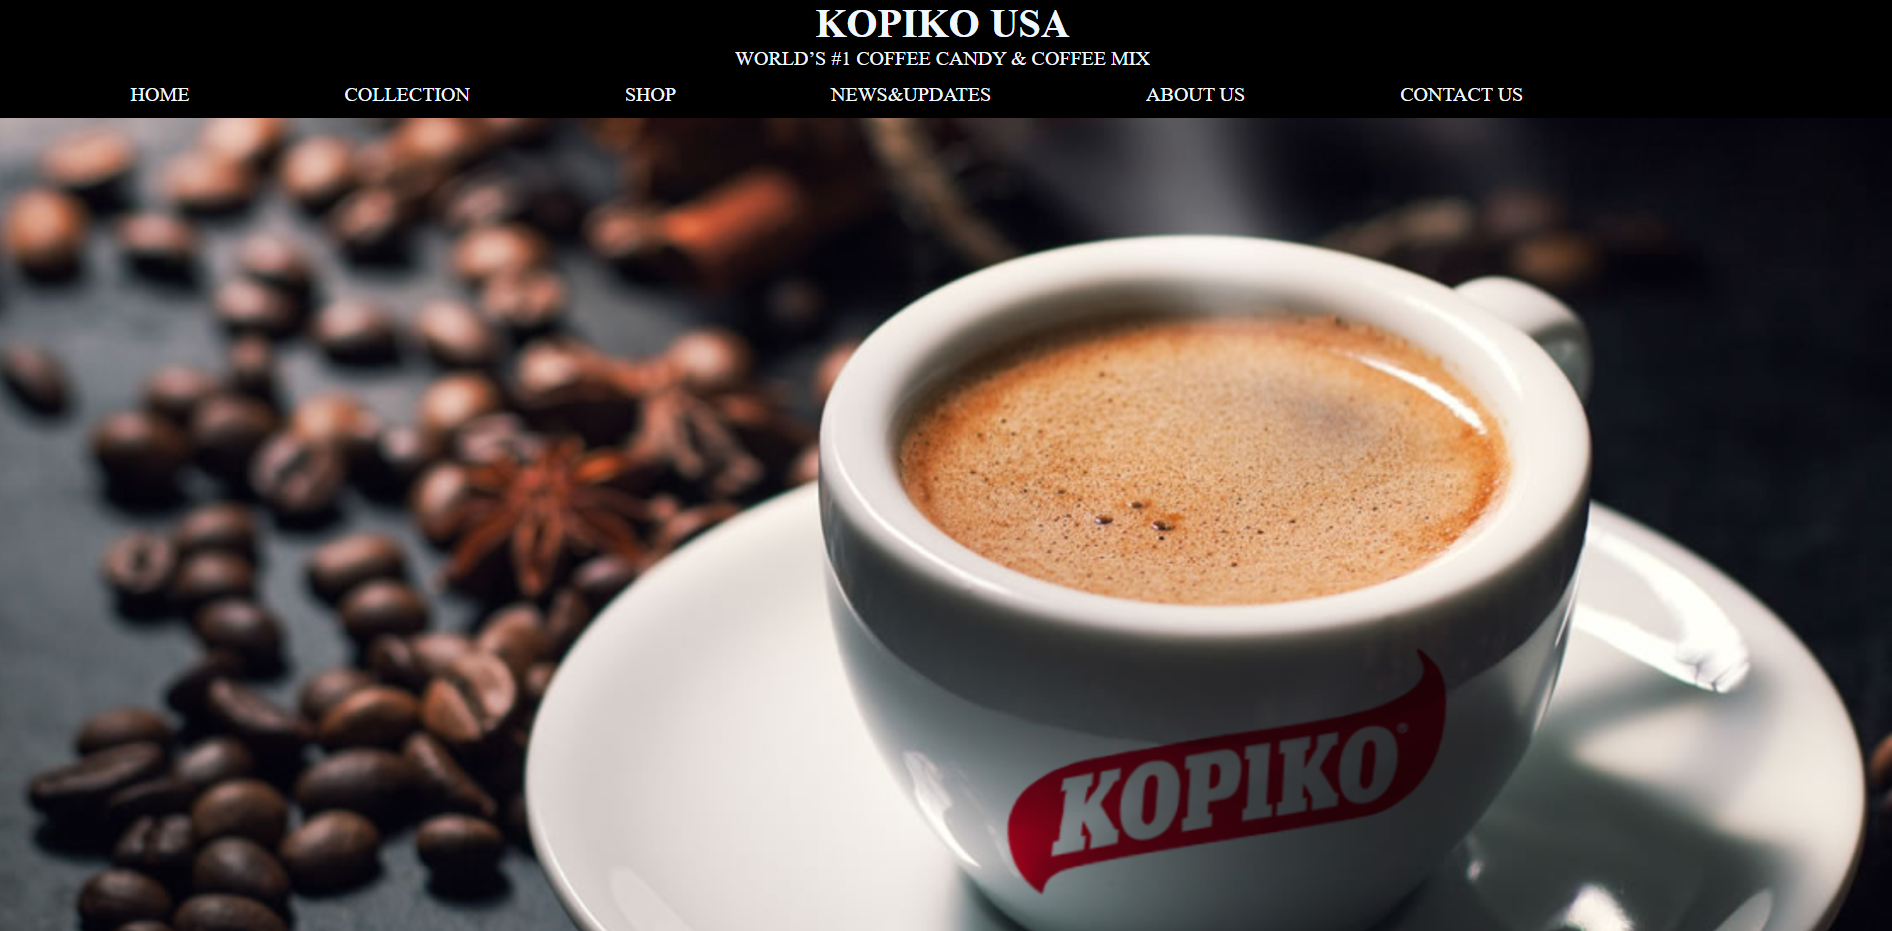 KOPIKO USA
WORLD’S #1 COFFEE CANDY & COFFEE MIX
HOME COLLECTION SHOP NEWS&UPDATES ABOUT US CONTACT US
KOPIKO®